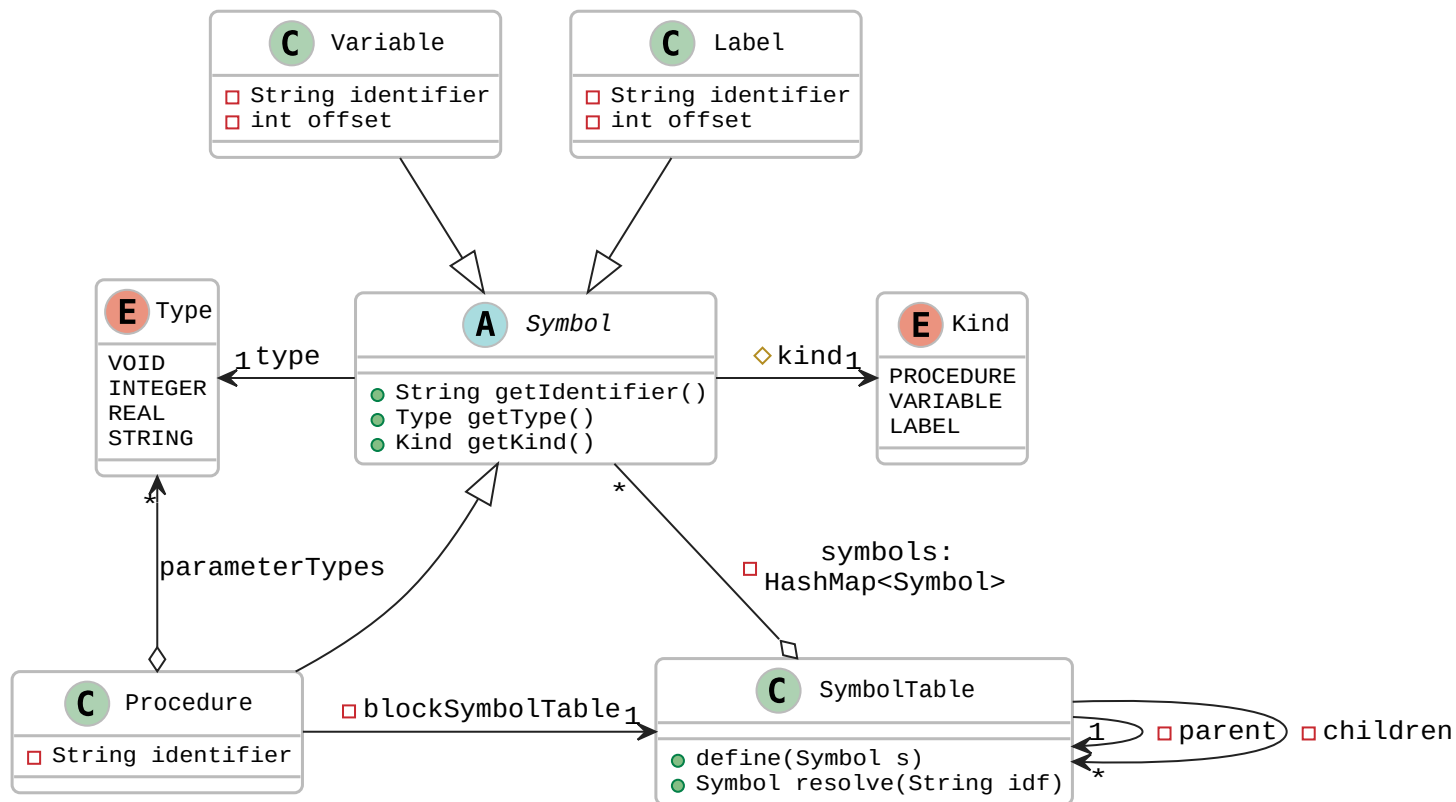 C Variable
String identifier
int offset
C Label
String identifier
int offset
E Type
VOID
INTEGER
REAL
STRING
1 type
A Symbol
String getIdentifier()
Type getType()
Kind getKind()
kind 1
E Kind
PROCEDURE
VARIABLE
LABEL
*
parameterTypes
*
symbols:
HashMap<Symbol>
C Procedure
String identifier
blockSymbolTable 1
C SymbolTable
define(Symbol s)
Symbol resolve(String idf)
1 parent
* children